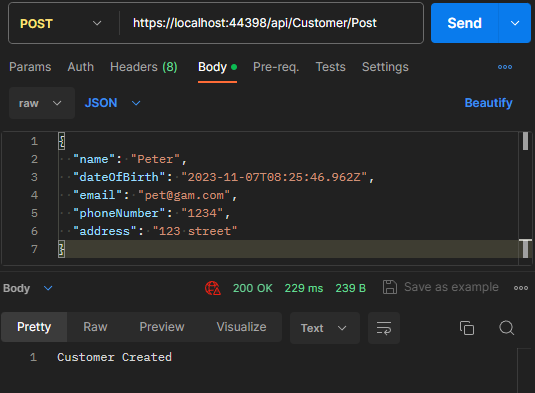 POST https://localhost:44398/api/Customer/Post Send
Params Auth Headers (8) Body Pre-req. Tests Settings
raw JSON Beautify
1 {
2 "name": "Peter",
3 "dateOfBirth": "2023-11-07T08:25:46.962Z",
4 "email": "pet@gam.com",
5 "phoneNumber": "1234",
6 "address": "123 street"
7 }
Body 200 OK 229 ms 239 B Save as example
Pretty Raw Preview Visualize Text
1 Customer Created